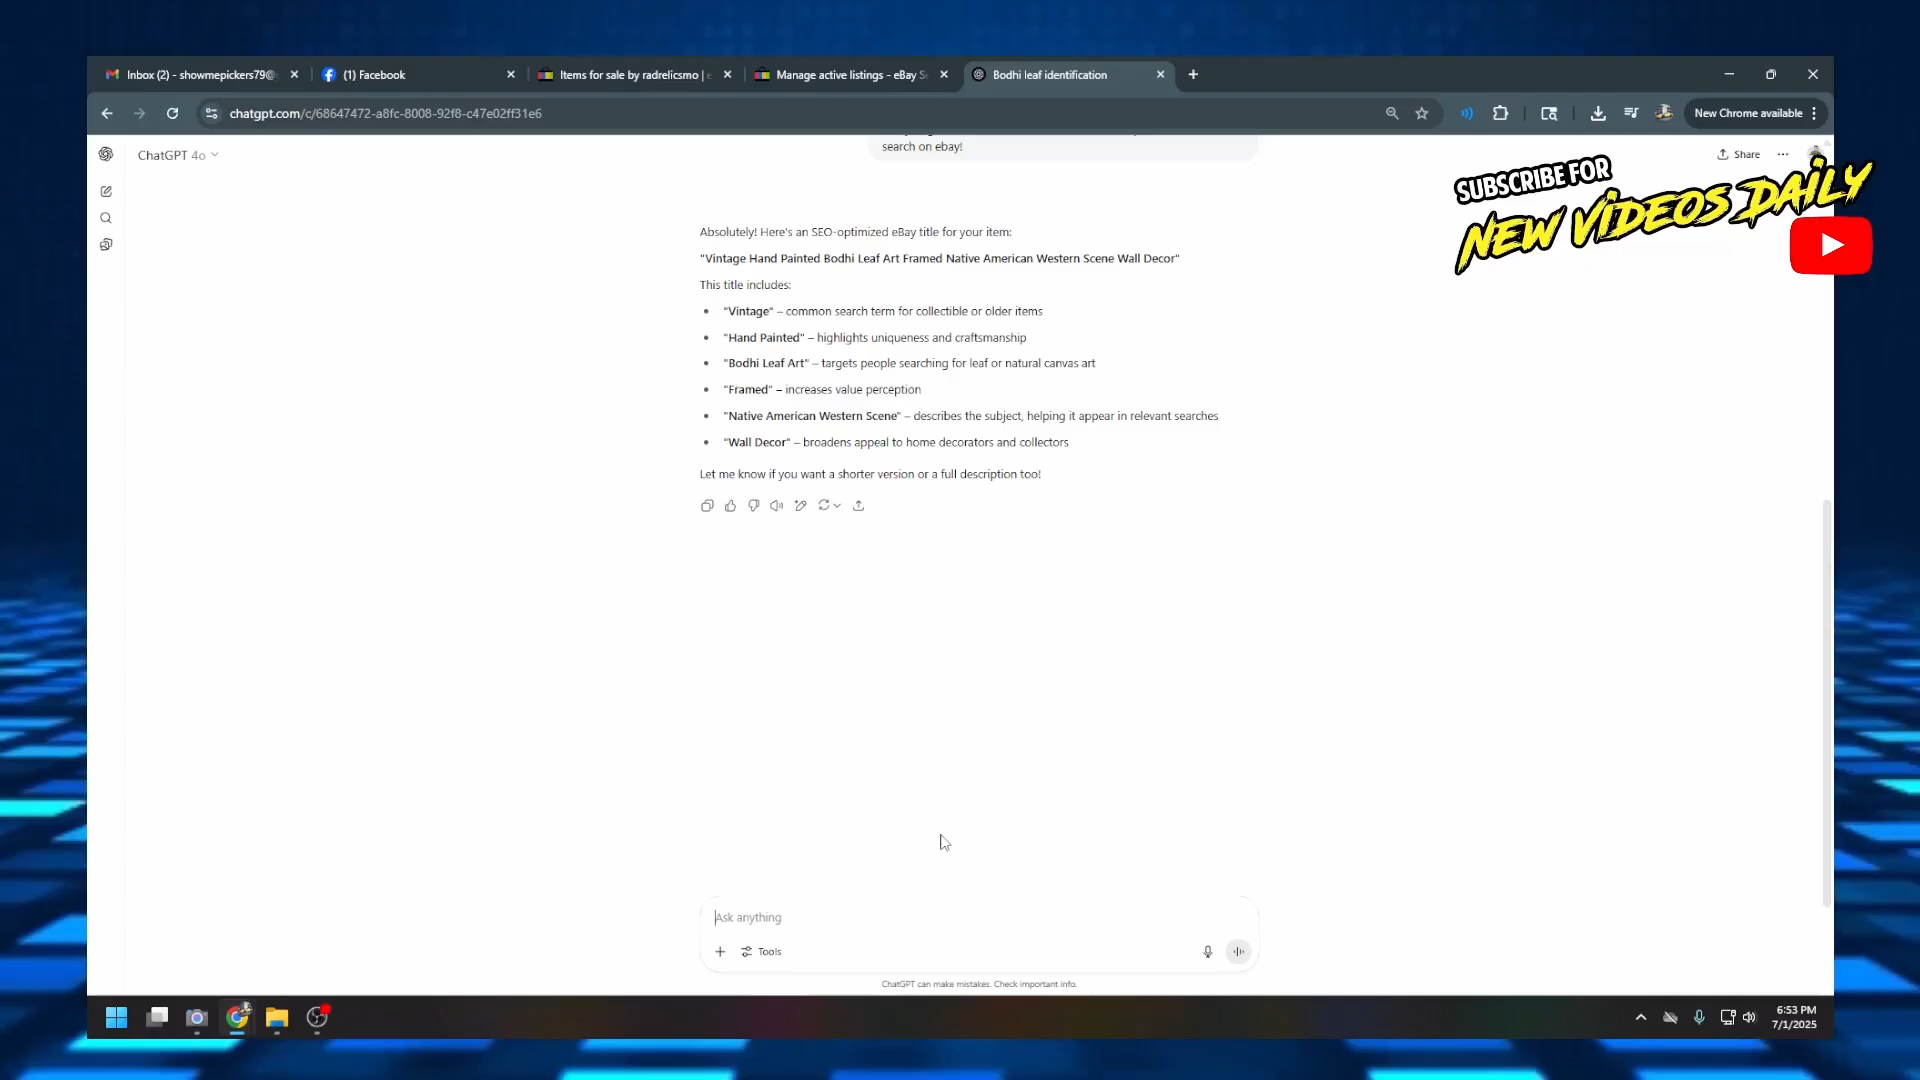 Inbox (2) - showmepickers79@
(1) Facebook
Items for sale by radrelicsmo | e
Manage active listings - eBay S
Bodhi leaf identification
chatgpt.com/c/68647472-a8fc-8008-92f8-c47e02ff31e6
New Chrome available
ChatGPT 4o
search on ebay!
Share
SUBSCRIBE FOR
NEW VIDEOS DAILY
Absolutely! Here's an SEO-optimized eBay title for your item:
"Vintage Hand Painted Bodhi Leaf Art Framed Native American Western Scene Wall Decor"
This title includes:
• "Vintage" – common search term for collectible or older items
• "Hand Painted" – highlights uniqueness and craftsmanship
• "Bodhi Leaf Art" – targets people searching for leaf or natural canvas art
• "Framed" – increases value perception
• "Native American Western Scene" – describes the subject, helping it appear in relevant searches
• "Wall Decor" – broadens appeal to home decorators and collectors
Let me know if you want a shorter version or a full description too!
Ask anything
Tools
ChatGPT can make mistakes. Check important info.
6:53 PM
7/1/2025